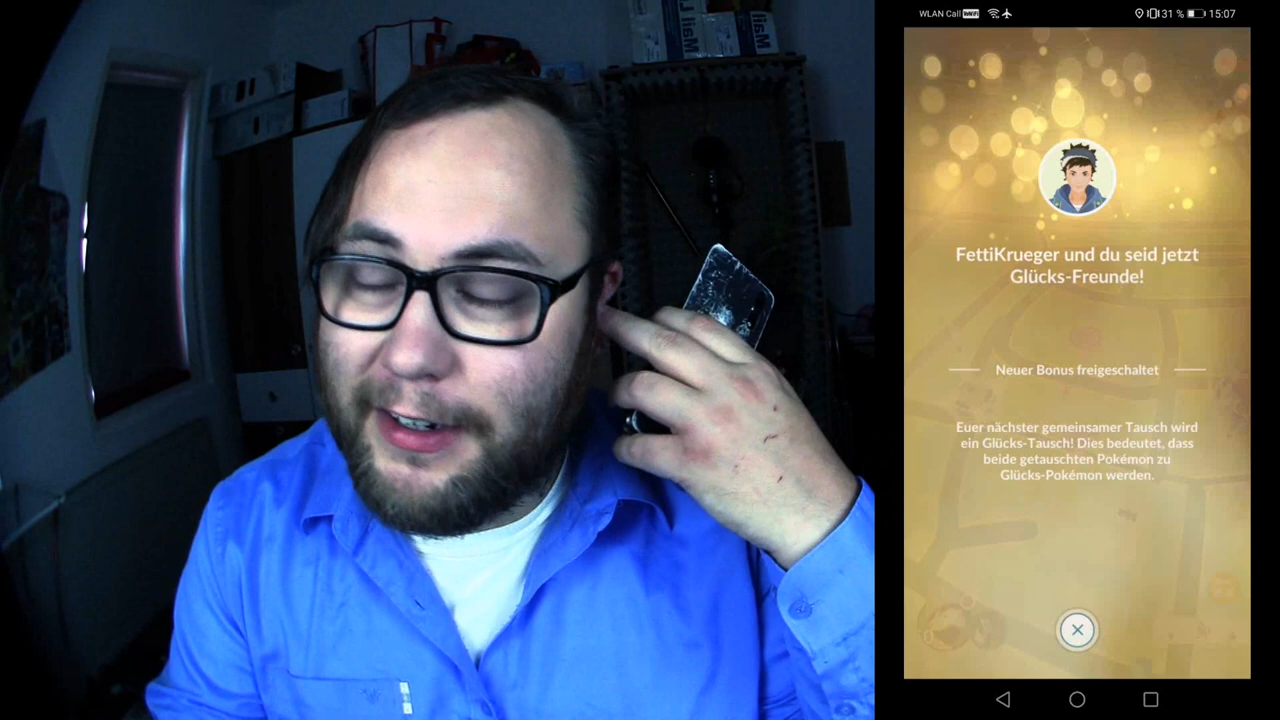 WLAN Call VoWiFi
31 % 15:07
FettiKrueger und du seid jetzt
Glücks-Freunde!
Neuer Bonus freigeschaltet
Euer nächster gemeinsamer Tausch wird
ein Glücks-Tausch! Dies bedeutet, dass
beide getauschten Pokémon zu
Glücks-Pokémon werden.